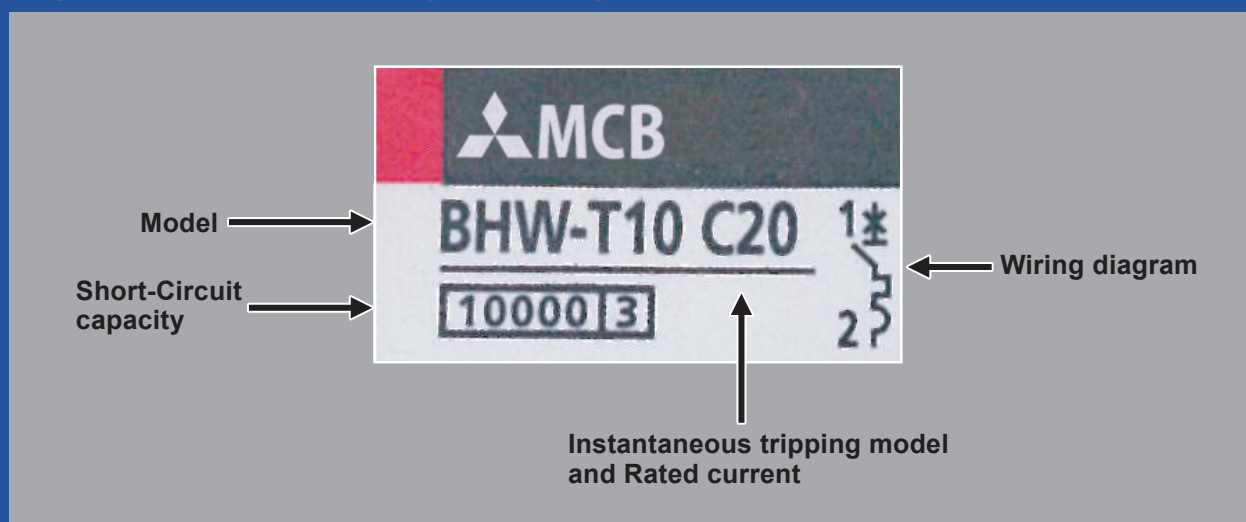 MCB
Model
BHW-T10 C20
1
Wiring diagram
Short-Circuit
capacity
10000 3
2
Instantaneous tripping model
and Rated current